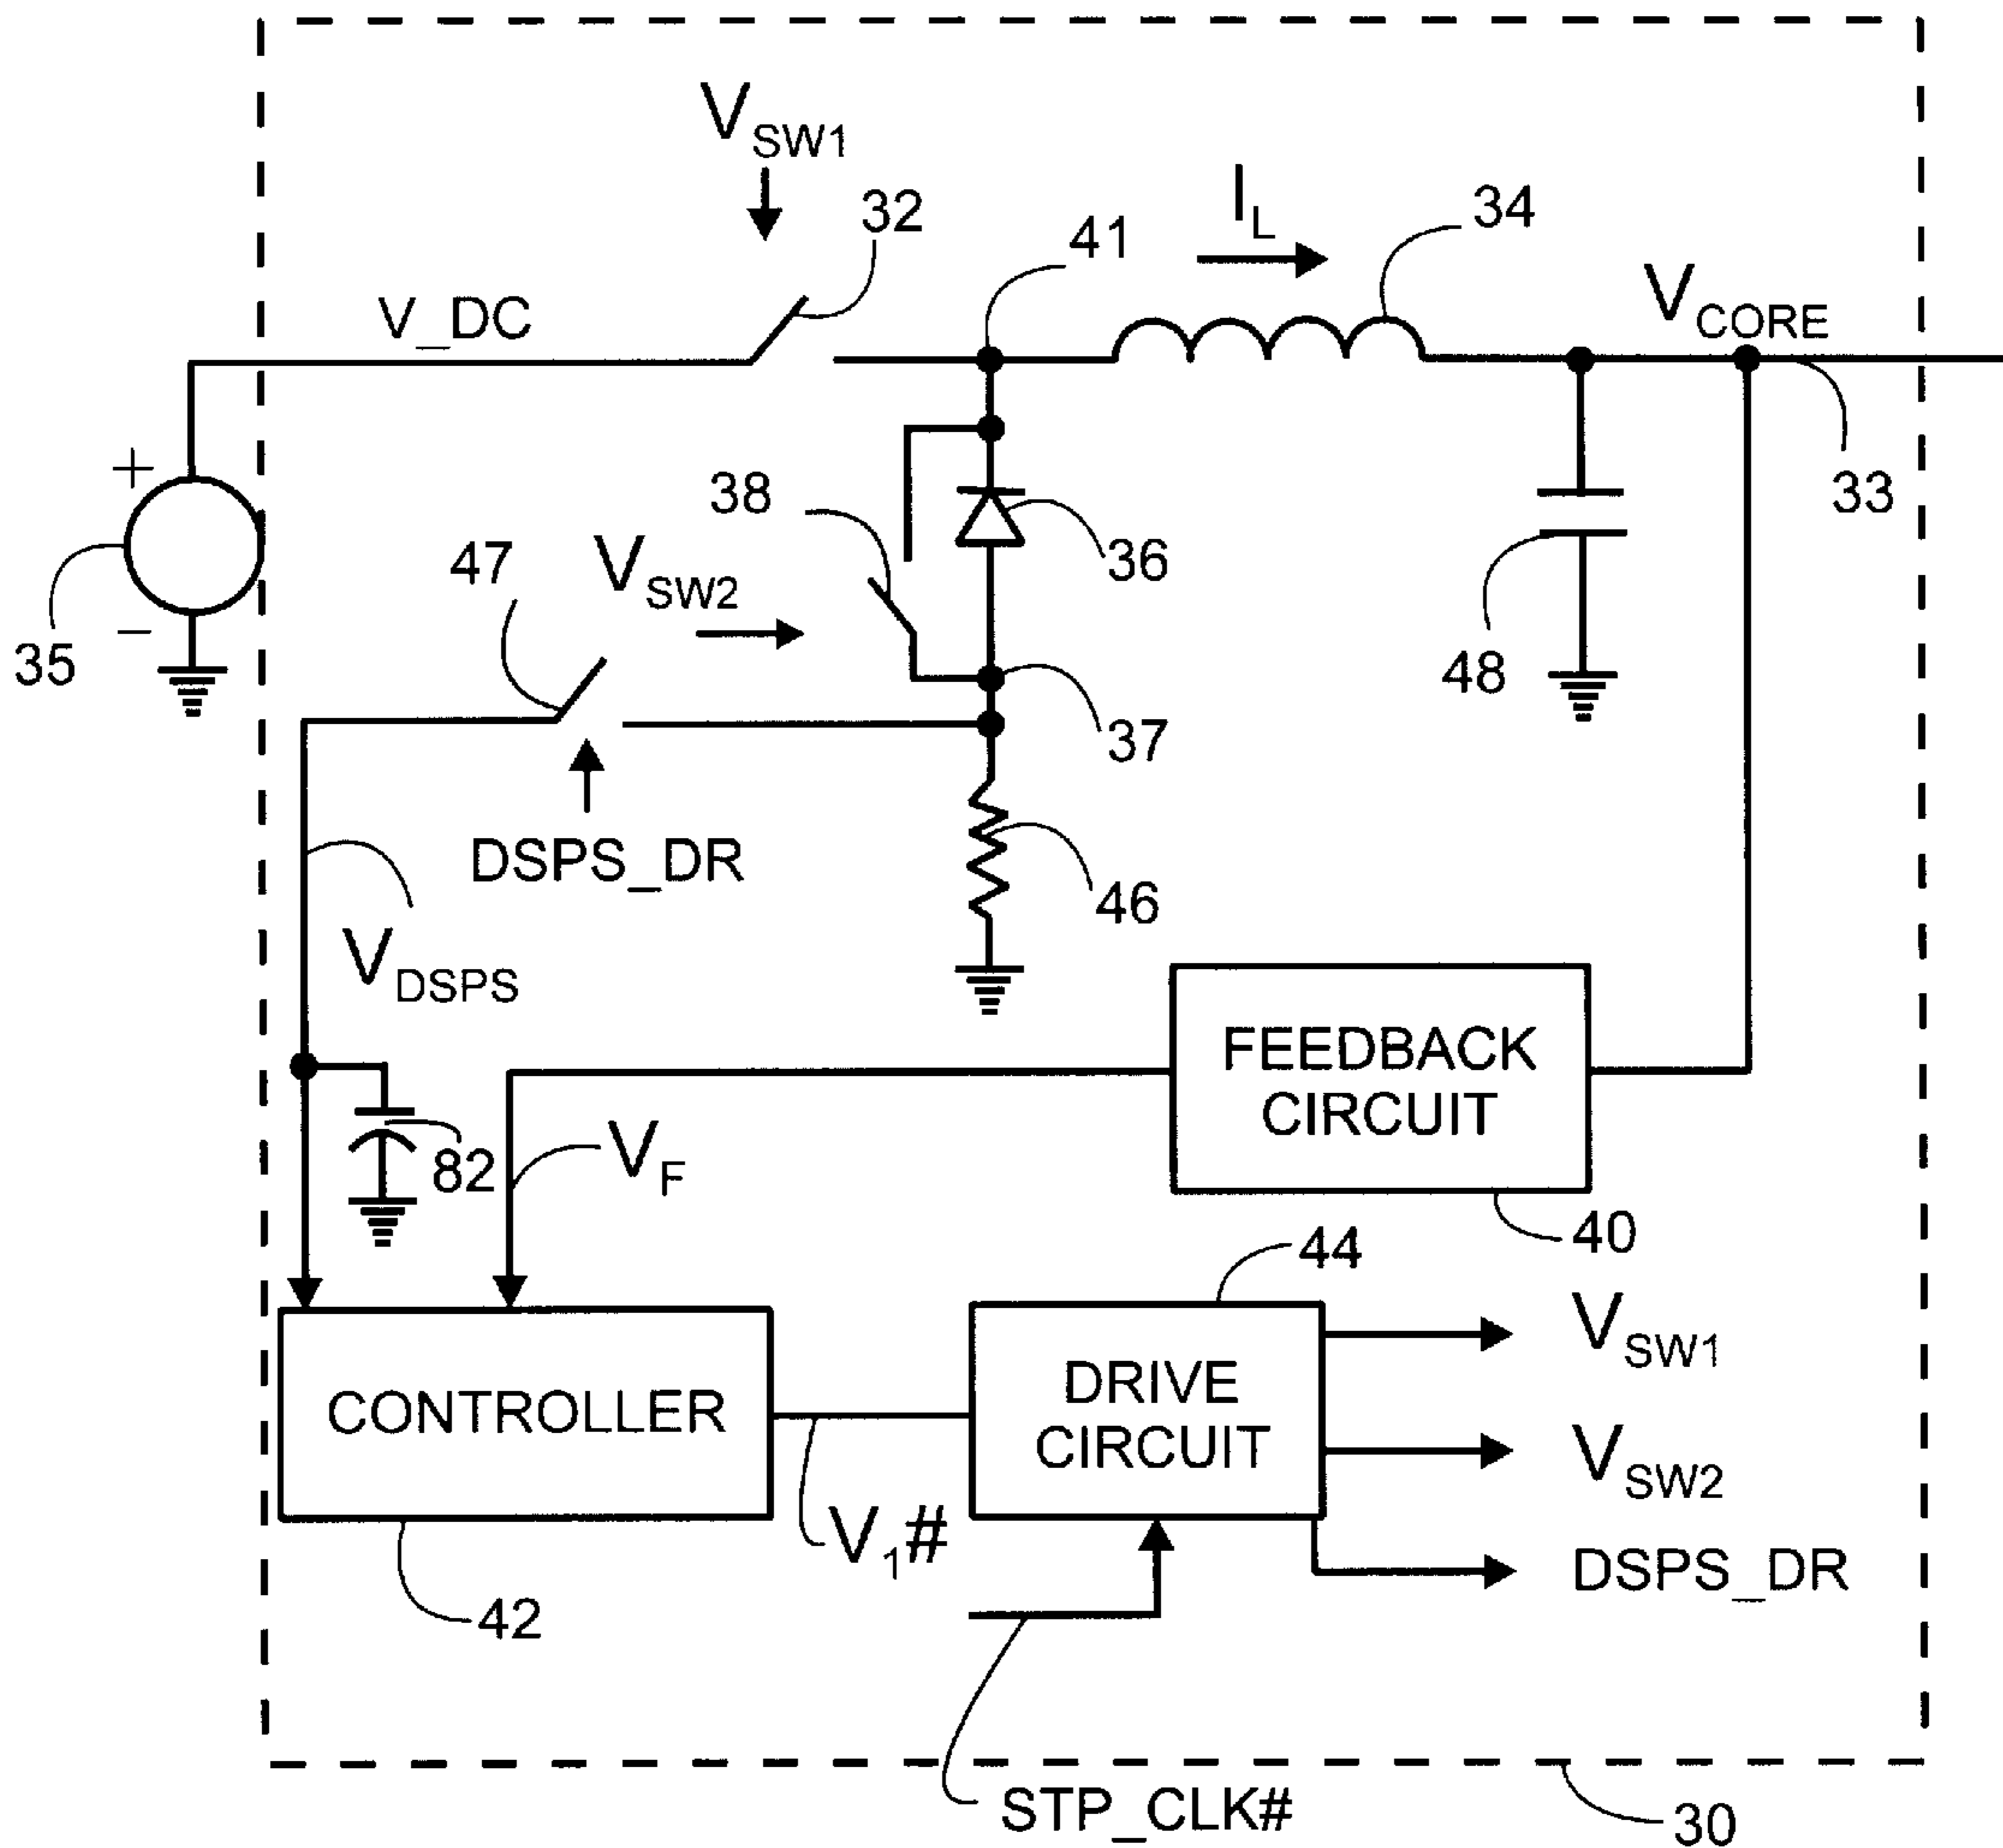 V_SW1
32
I_L
34
41
V_DC
V_CORE
+
38
33
47
V_SW2
36
−
35
48
37
DSPS_DR
46
V_DSPS
FEEDBACK
CIRCUIT
82
V_F
40
44
V_SW1
DRIVE
CIRCUIT
CONTROLLER
V_SW2
V_1#
DSPS_DR
42
STP_CLK#
30